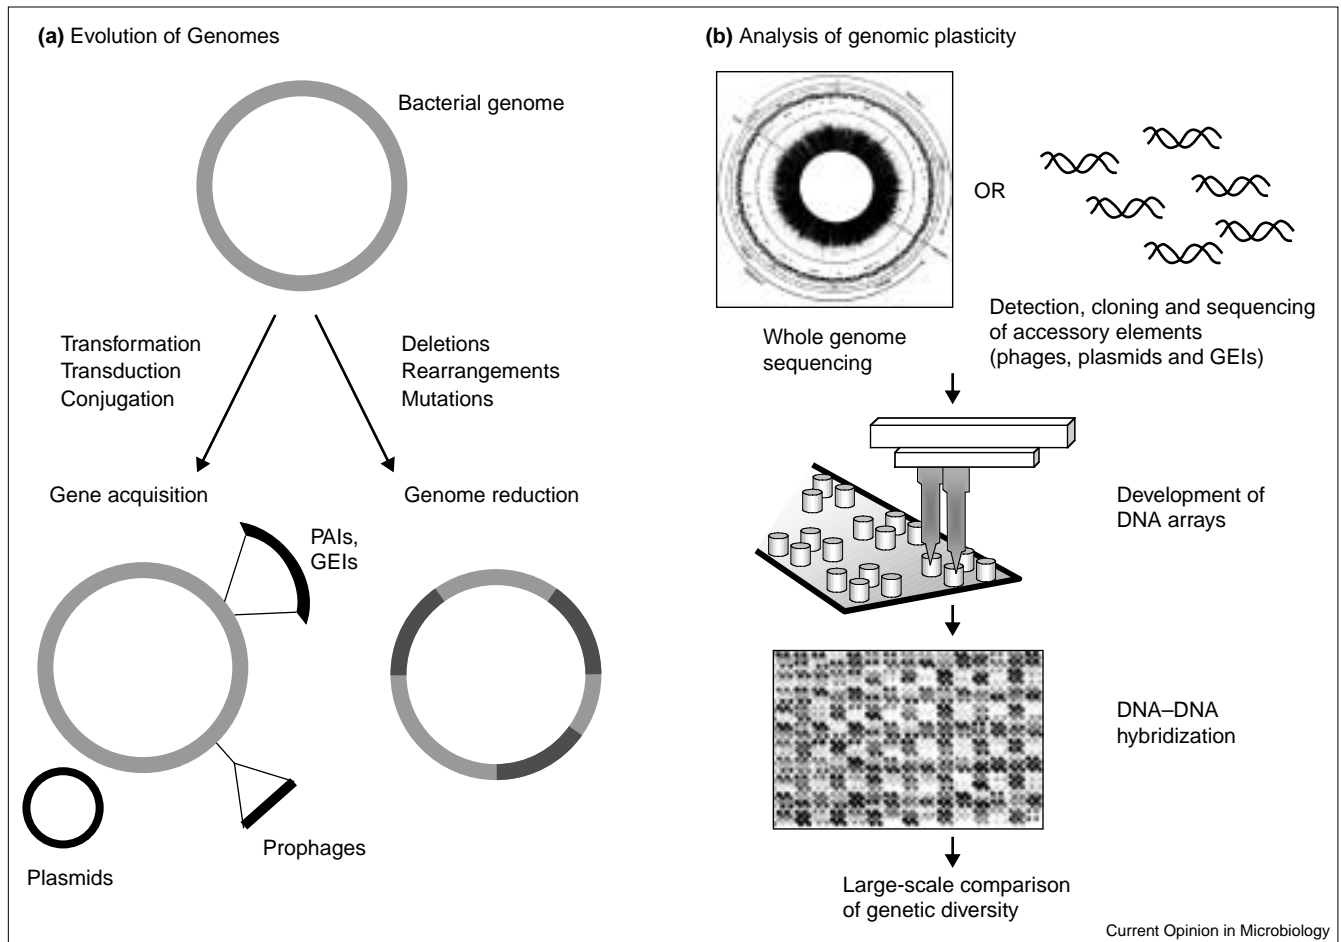 (a) Evolution of Genomes
Bacterial genome
Transformation
Transduction
Conjugation
Deletions
Rearrangements
Mutations
Gene acquisition
Genome reduction
PAIs,
GEIs
Prophages
Plasmids
(b) Analysis of genomic plasticity
OR
Whole genome
sequencing
Detection, cloning and sequencing
of accessory elements
(phages, plasmids and GEIs)
Development of
DNA arrays
DNA–DNA
hybridization
Large-scale comparison
of genetic diversity
Current Opinion in Microbiology